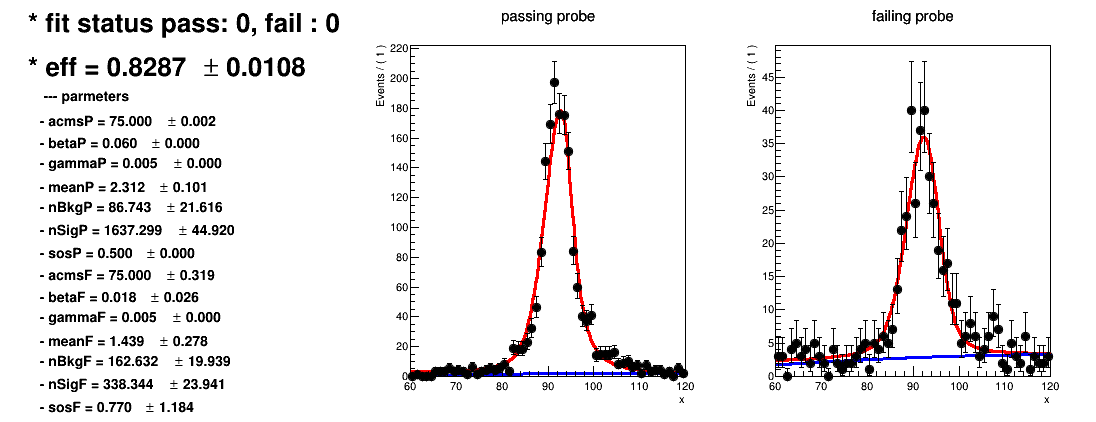 * fit status pass: 0, fail : 0
* eff = 0.8287 ± 0.0108
--- parmeters
- acmsP = 75.000 ± 0.002
- betaP = 0.060 ± 0.000
- gammaP = 0.005 ± 0.000
- meanP = 2.312 ± 0.101
- nBkgP = 86.743 ± 21.616
- nSigP = 1637.299 ± 44.920
- sosP = 0.500 ± 0.000
- acmsF = 75.000 ± 0.319
- betaF = 0.018 ± 0.026
- gammaF = 0.005 ± 0.000
- meanF = 1.439 ± 0.278
- nBkgF = 162.632 ± 19.939
- nSigF = 338.344 ± 23.941
- sosF = 0.770 ± 1.184
passing probe
Events / ( 1 )
220
200
180
160
140
120
100
80
60
40
20
0
60 70 80 90 100 110 120
x
failing probe
Events / ( 1 )
45
40
35
30
25
20
15
10
5
0
60 70 80 90 100 110 120
x